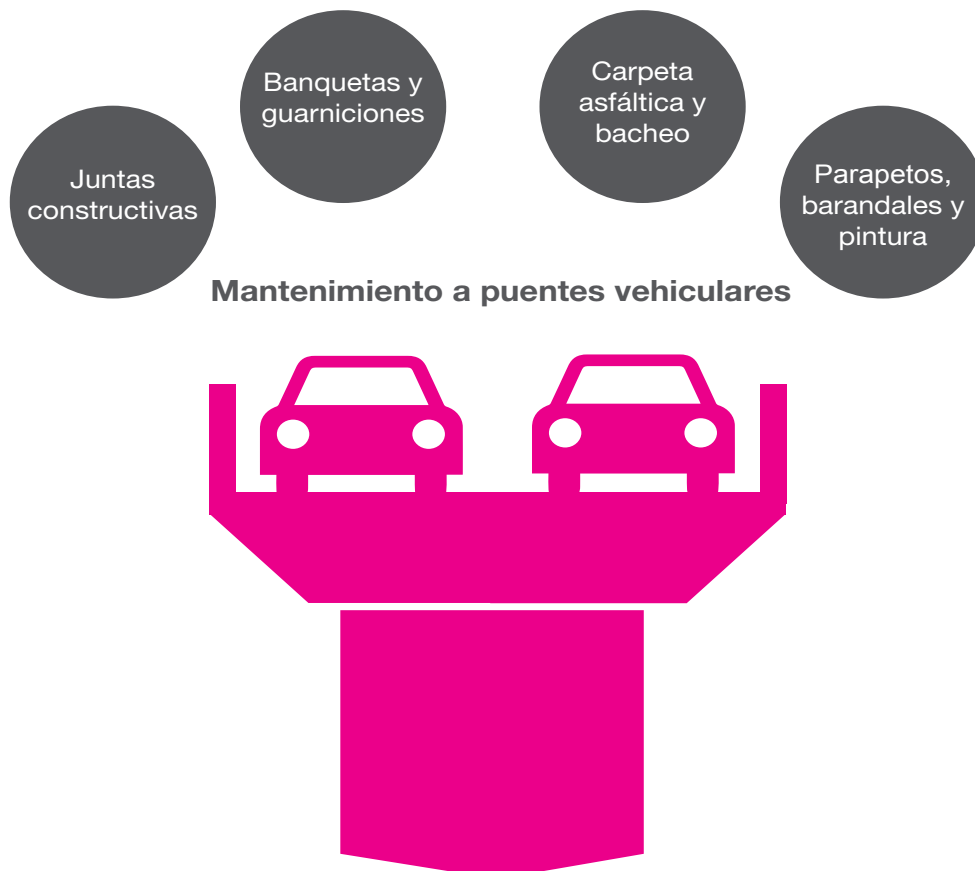 Juntas
constructivas
Banquetas y
guarniciones
Carpeta
asfáltica y
bacheo
Parapetos,
barandales y
pintura
Mantenimiento a puentes vehiculares